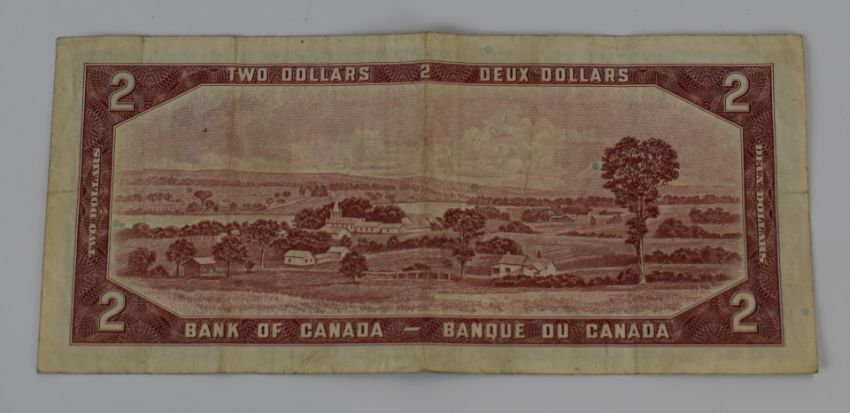 2 TWO DOLLARS 2 DEUX DOLLARS 2
TWO DOLLARS
DEUX DOLLARS
2 BANK OF CANADA — BANQUE DU CANADA 2